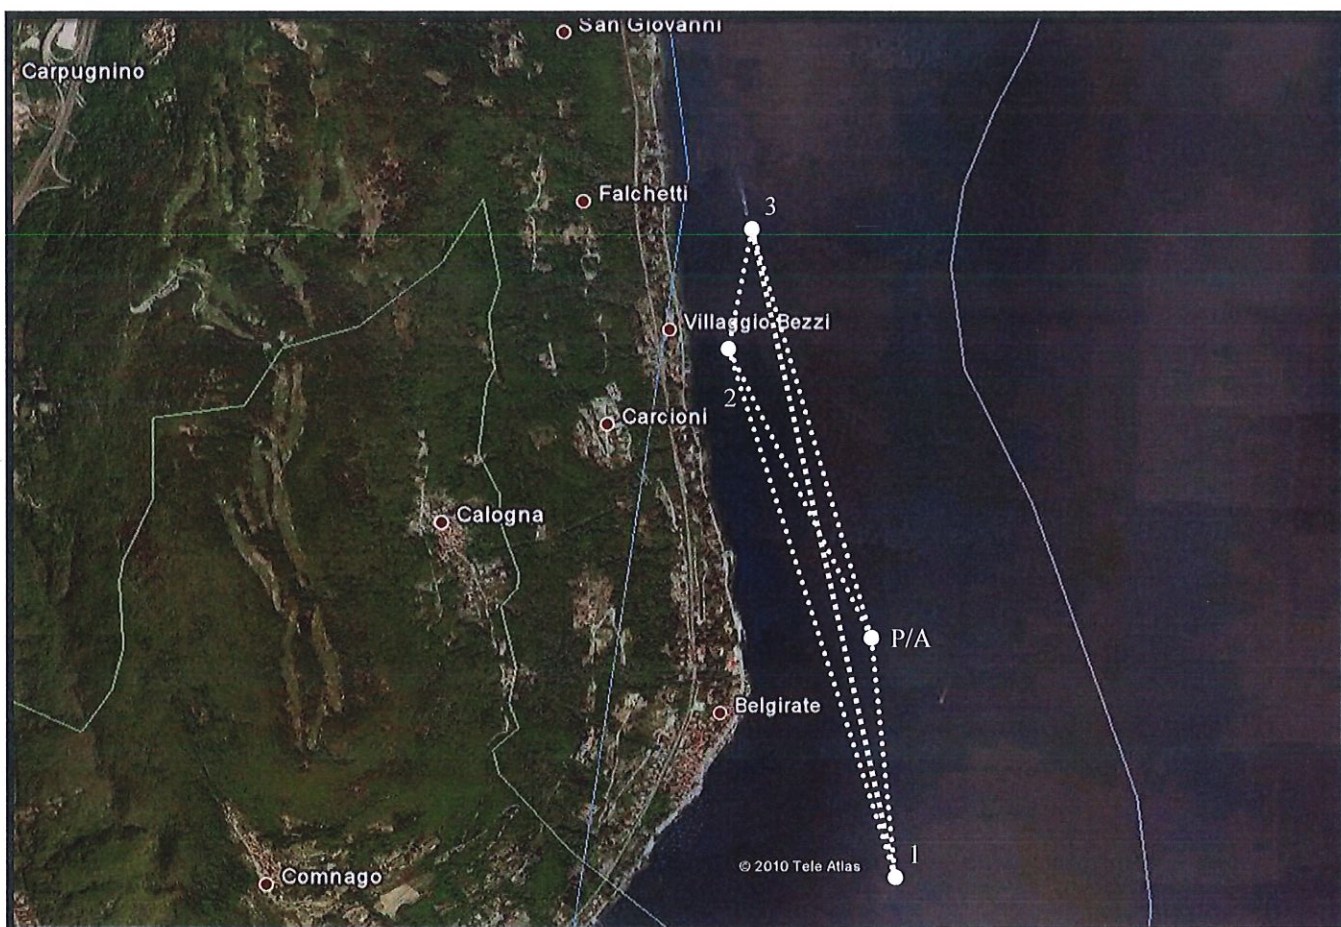 San Giovanni
Carpugnino
Falchetti
3
Villaggio Bezzi
2
Carcioni
Calogna
P/A
Belgirate
1
© 2010 Tele Atlas
Comnago